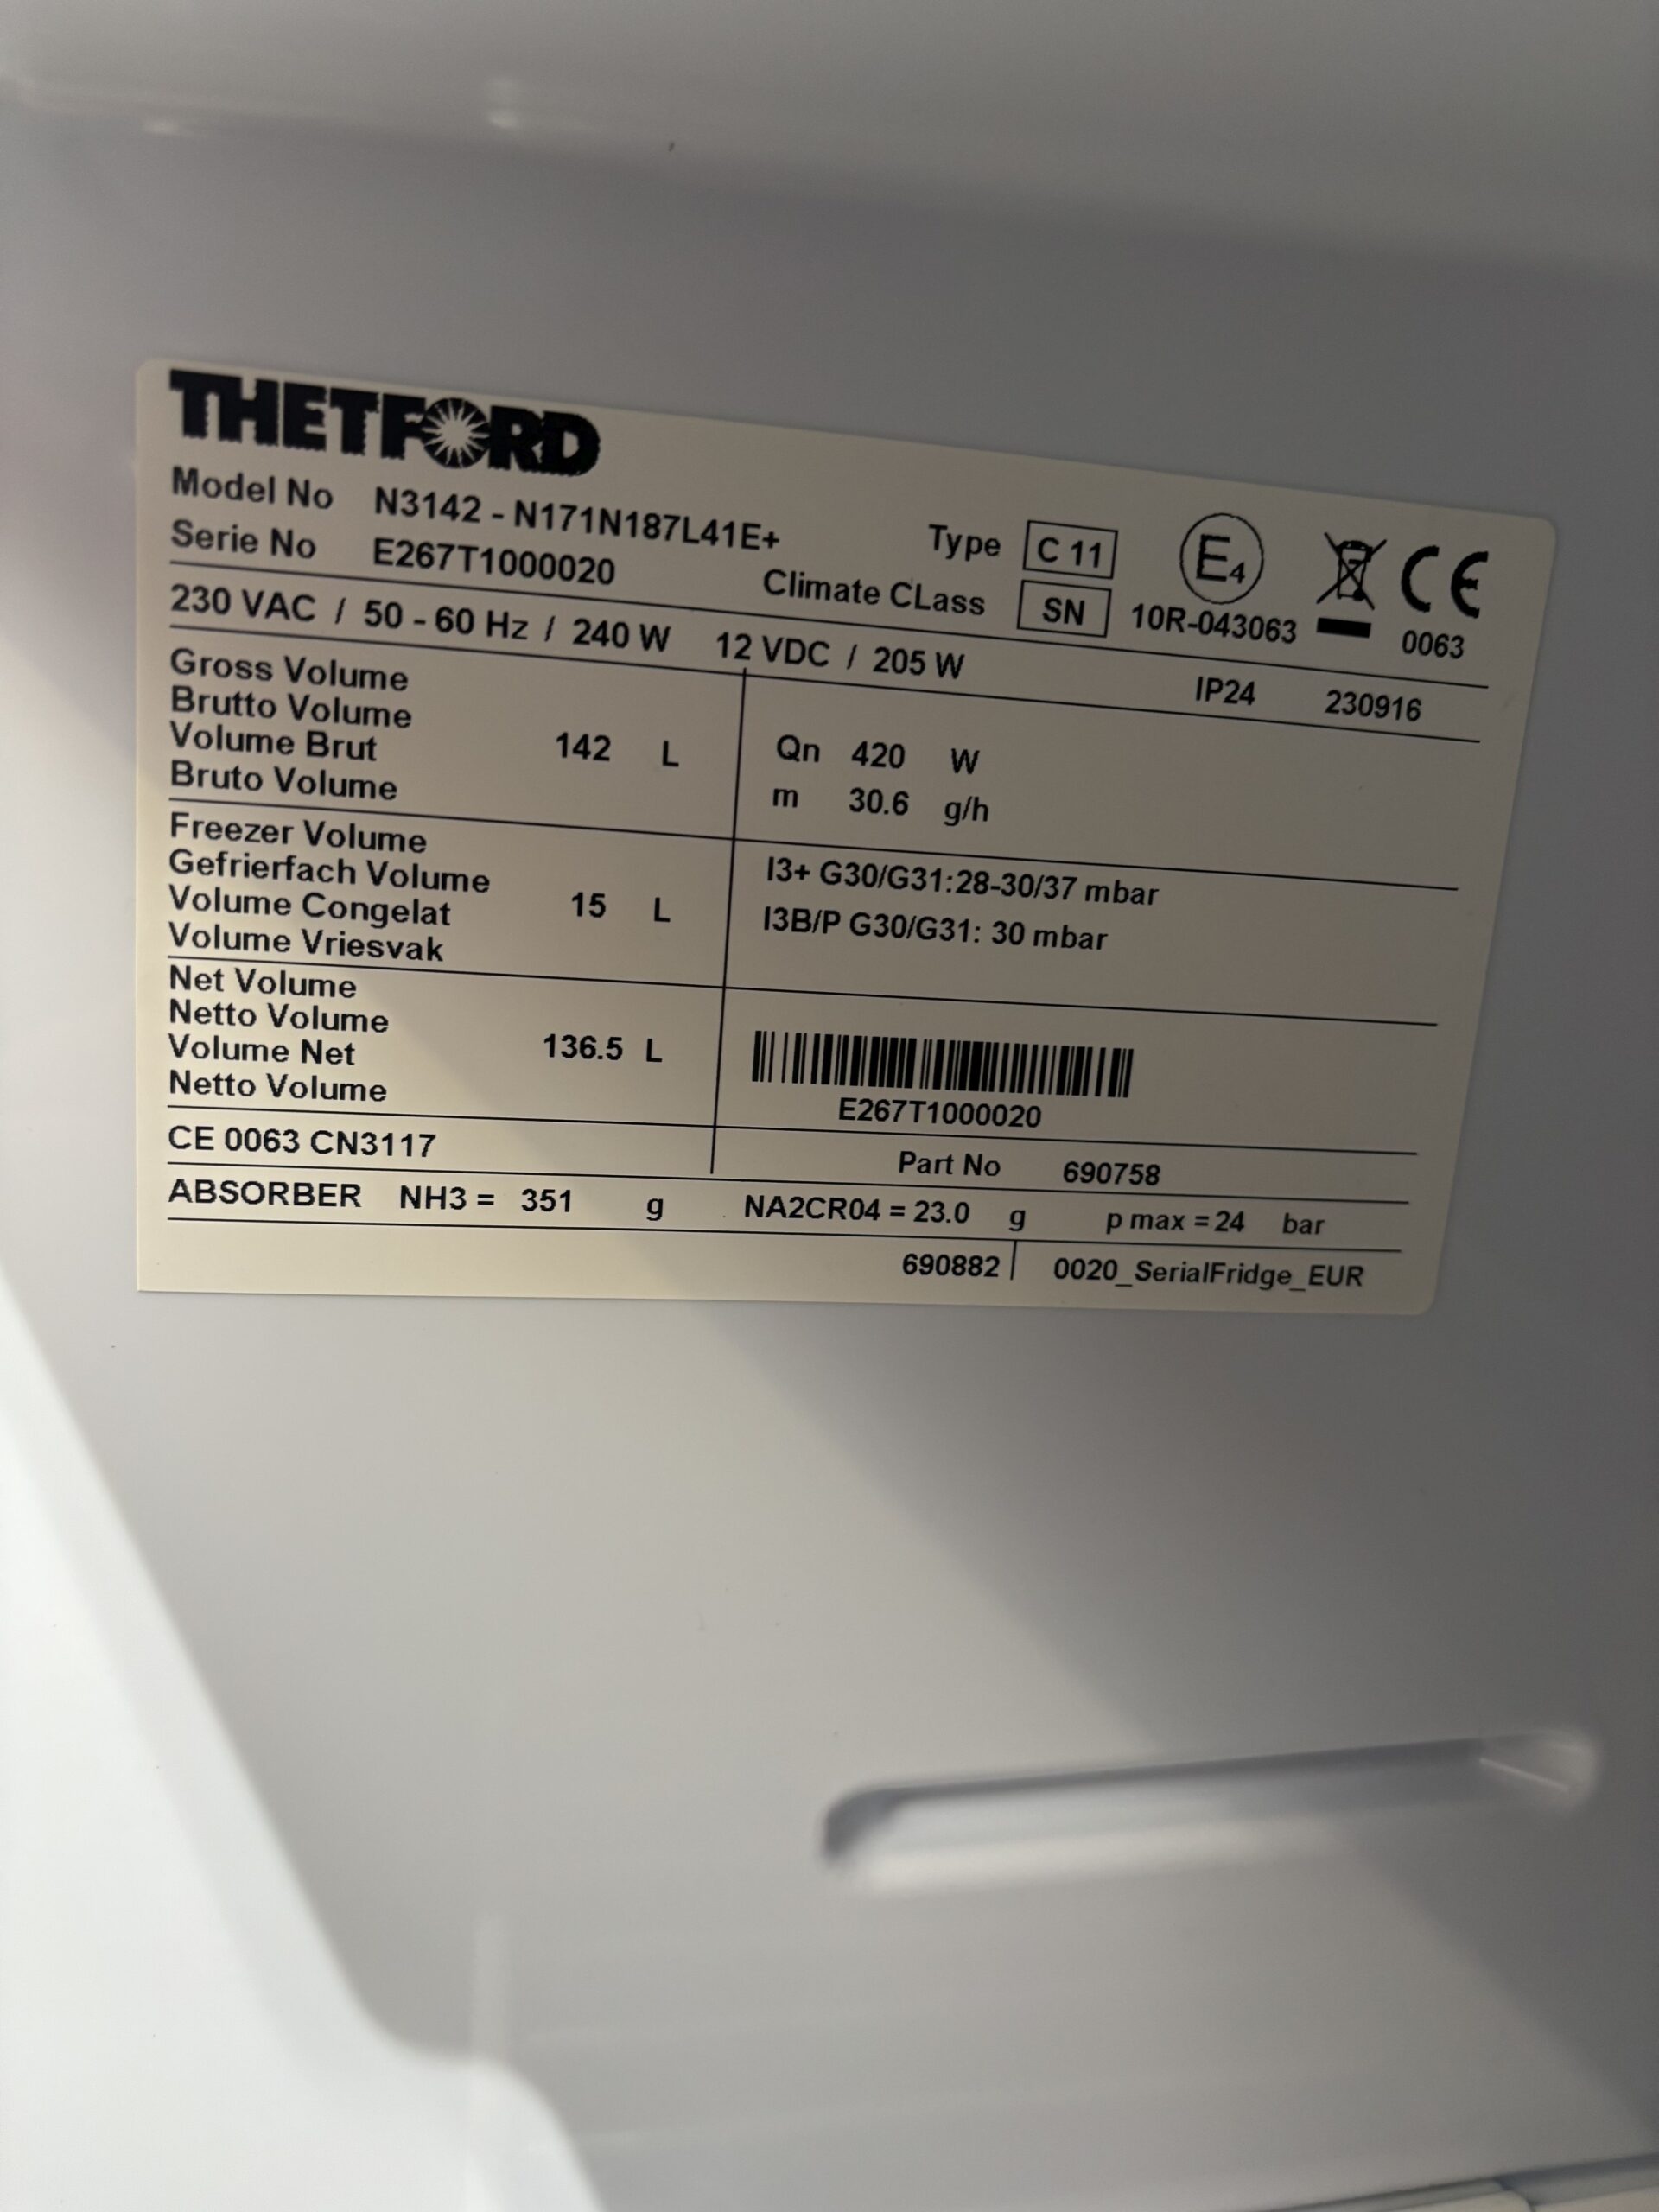 THETFORD
Model No N3142 - N171N187L41E+
Serie No E267T1000020
Type C 11
Climate CLass SN
E4
10R-043063
CE
0063
230 VAC / 50 - 60 Hz / 240 W 12 VDC / 205 W IP24 230916
Gross Volume
Brutto Volume
Volume Brut 142 L
Bruto Volume
Qn 420 W
m 30.6 g/h
Freezer Volume
Gefrierfach Volume
Volume Congelat 15 L
Volume Vriesvak
I3+ G30/G31:28-30/37 mbar
I3B/P G30/G31: 30 mbar
Net Volume
Netto Volume
Volume Net 136.5 L
Netto Volume
E267T1000020
CE 0063 CN3117
Part No 690758
ABSORBER NH3 = 351 g NA2CR04 = 23.0 g p max = 24 bar
690882 0020_SerialFridge_EUR